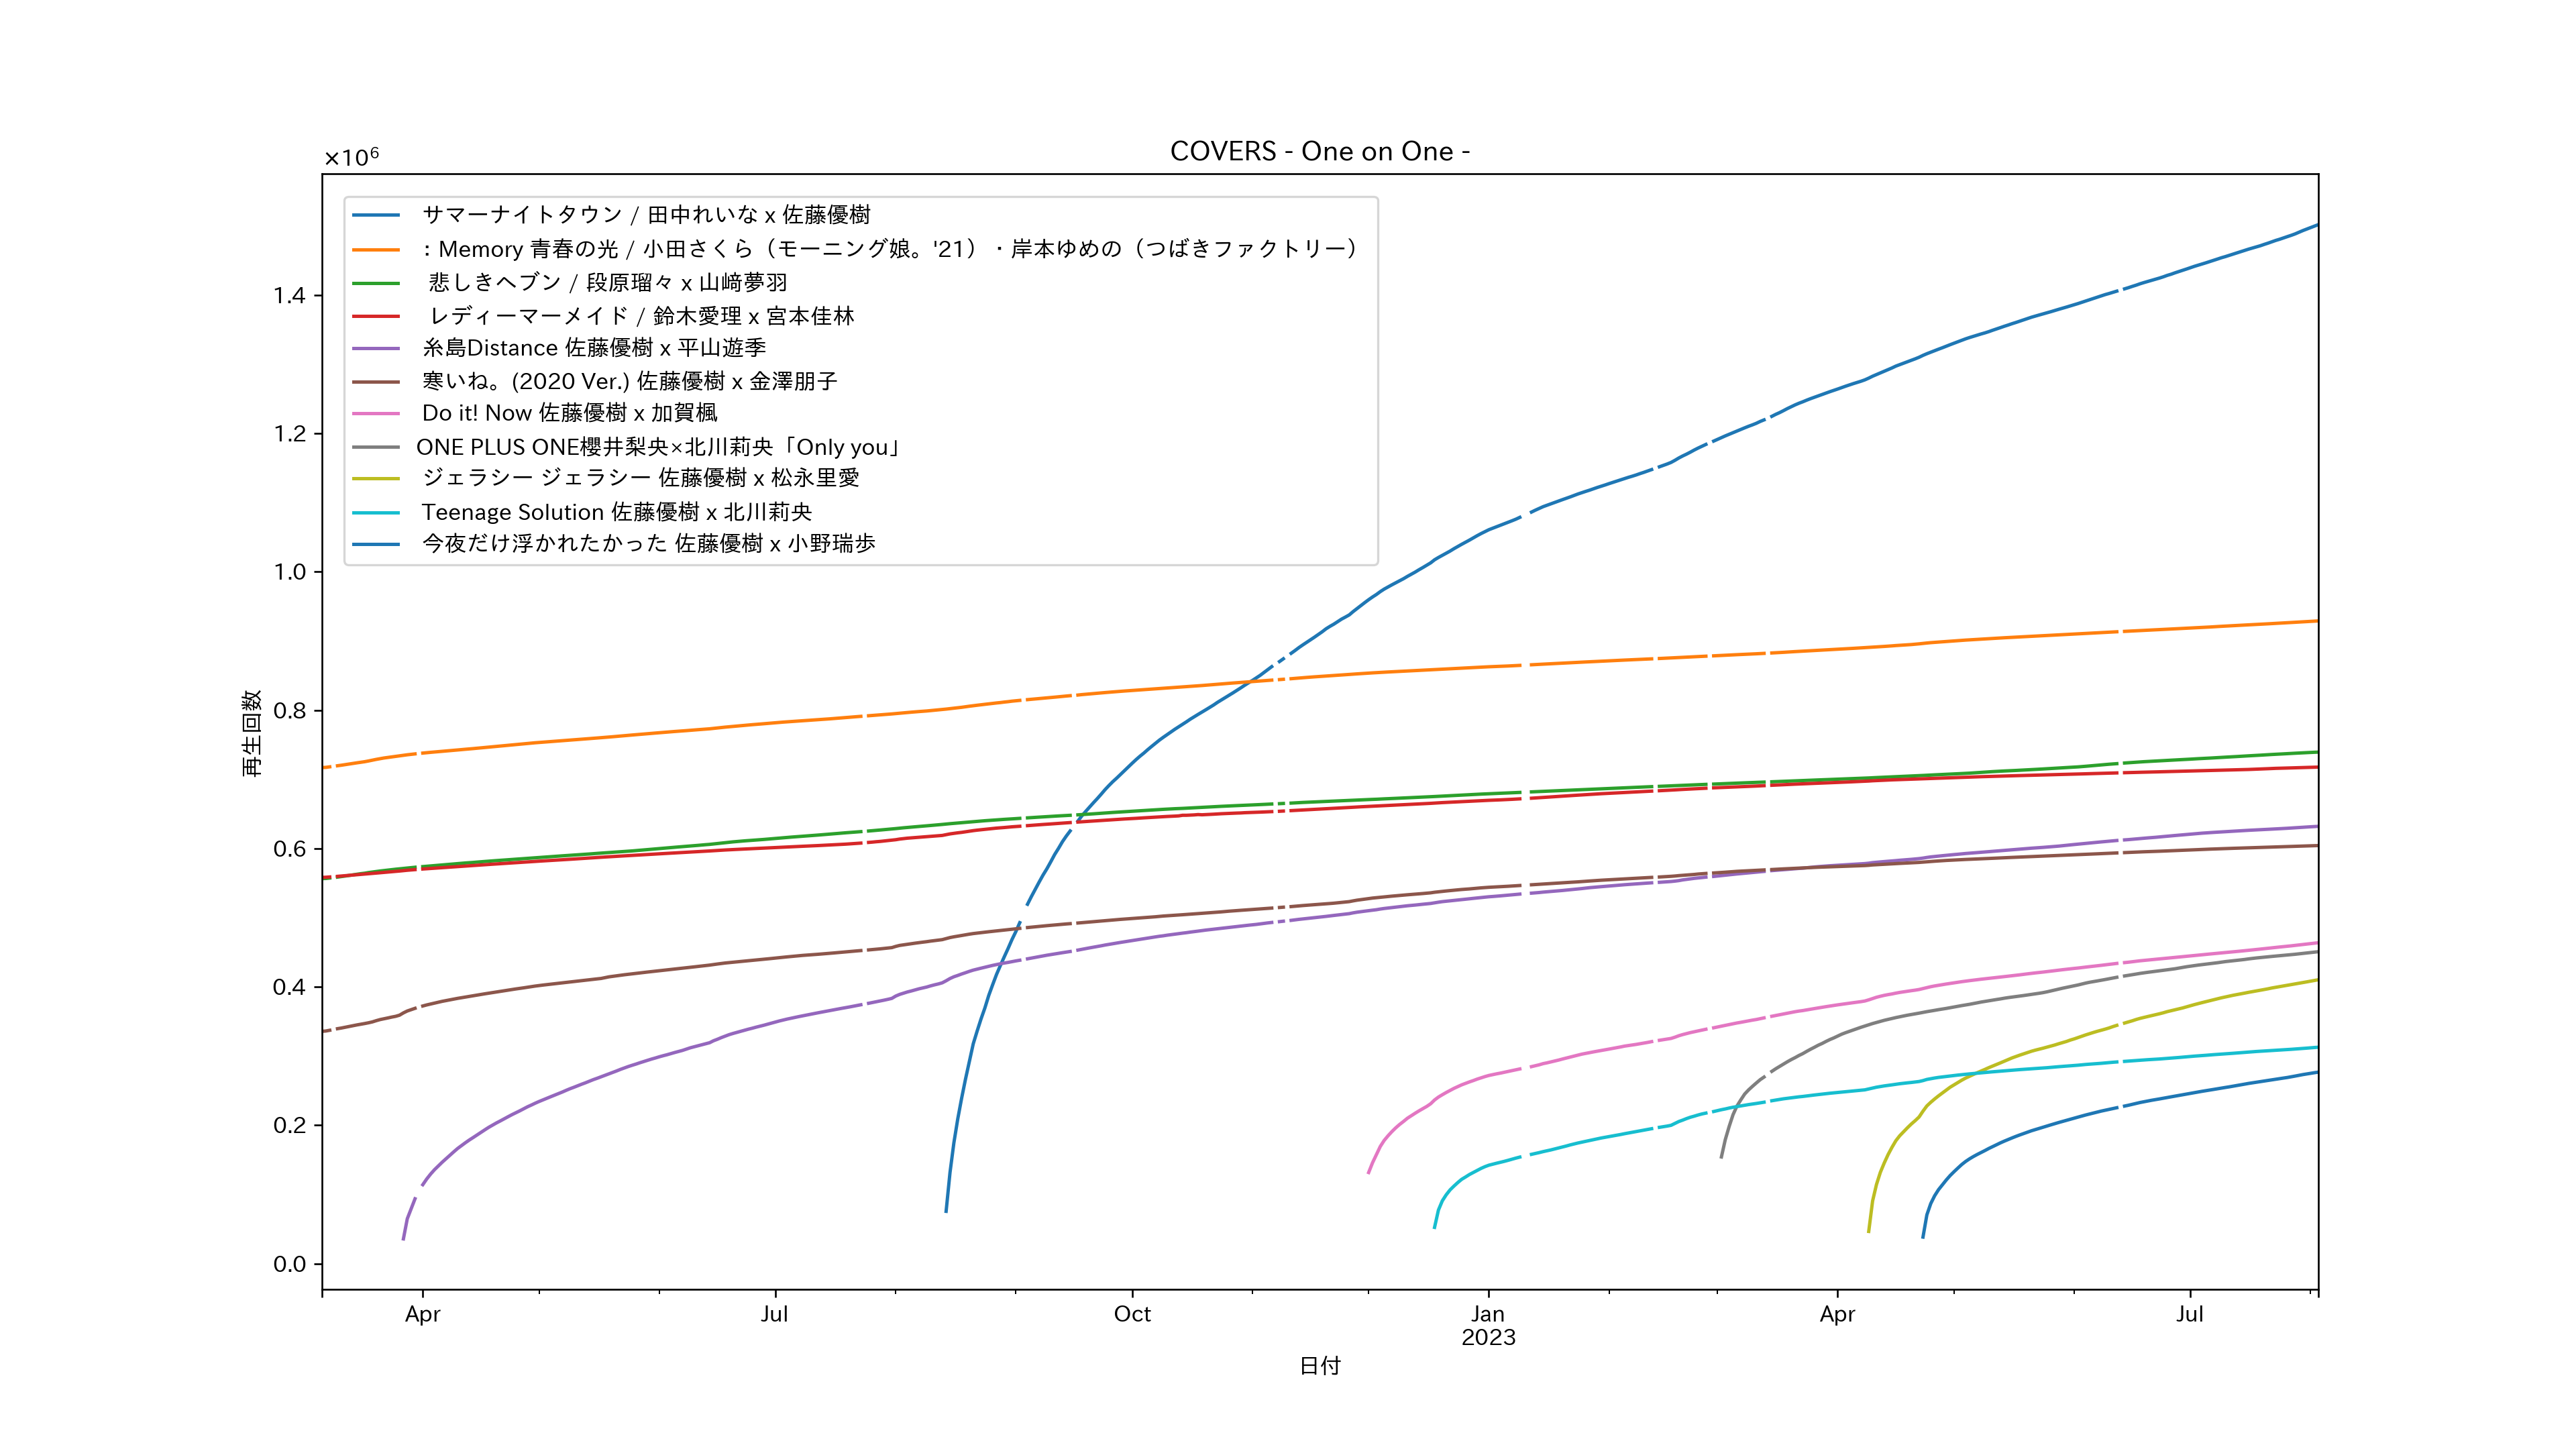 COVERS - One on One -
×10⁶
サマーナイトタウン / 田中れいな x 佐藤優樹
: Memory 青春の光 / 小田さくら（モーニング娘。'21）・岸本ゆめの（つばきファクトリー）
悲しきヘブン / 段原瑠々 x 山﨑夢羽
レディーマーメイド / 鈴木愛理 x 宮本佳林
糸島Distance 佐藤優樹 x 平山遊季
寒いね。(2020 Ver.) 佐藤優樹 x 金澤朋子
Do it! Now 佐藤優樹 x 加賀楓
ONE PLUS ONE櫻井梨央×北川莉央「Only you」
ジェラシー ジェラシー 佐藤優樹 x 松永里愛
Teenage Solution 佐藤優樹 x 北川莉央
今夜だけ浮かれたかった 佐藤優樹 x 小野瑞歩
1.4
1.2
1.0
0.8
0.6
0.4
0.2
0.0
再生回数
Apr Jul Oct Jan Apr Jul
2023
日付